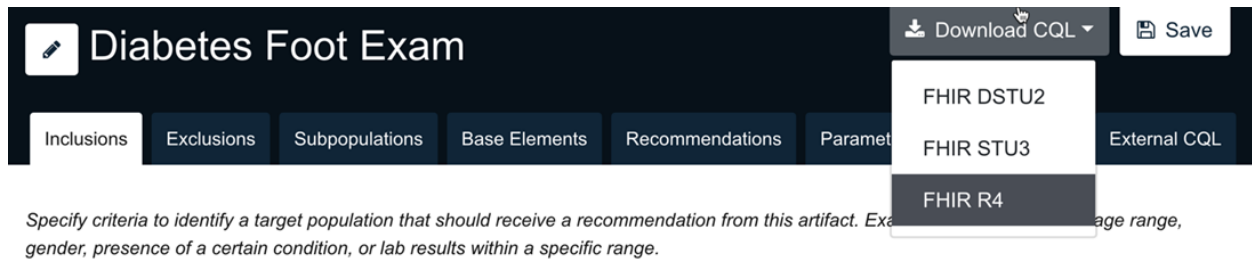 Diabetes Foot Exam
Download CQL
Save
FHIR DSTU2
FHIR STU3
FHIR R4
Inclusions
Exclusions
Subpopulations
Base Elements
Recommendations
Paramet
External CQL
Specify criteria to identify a target population that should receive a recommendation from this artifact. Exa age range,
gender, presence of a certain condition, or lab results within a specific range.